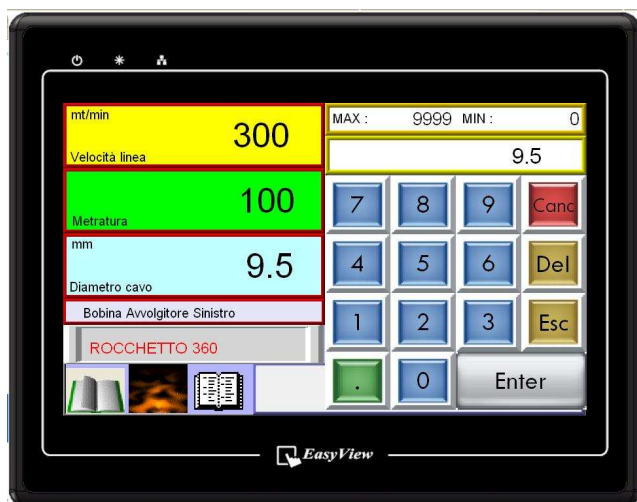 mt/min
300
Velocità linea
100
Metratura
mm
9.5
Diametro cavo
Bobina Avvolgitore Sinistro
ROCCHETTO 360
MAX : 9999 MIN : 0
9.5
7 8 9 Canc
4 5 6 Del
1 2 3 Esc
. 0 Enter
EasyView